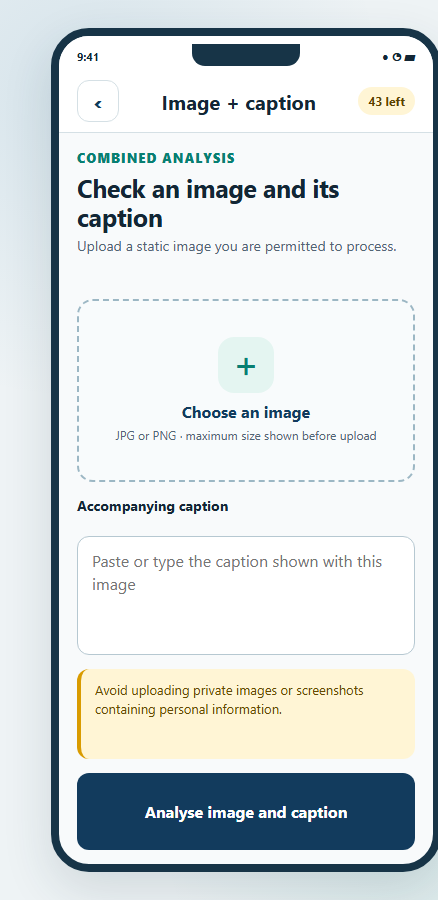 9:41
‹
Image + caption
43 left
COMBINED ANALYSIS
Check an image and its
caption
Upload a static image you are permitted to process.
+
Choose an image
JPG or PNG · maximum size shown before upload
Accompanying caption
Paste or type the caption shown with this
image
Avoid uploading private images or screenshots
containing personal information.
Analyse image and caption